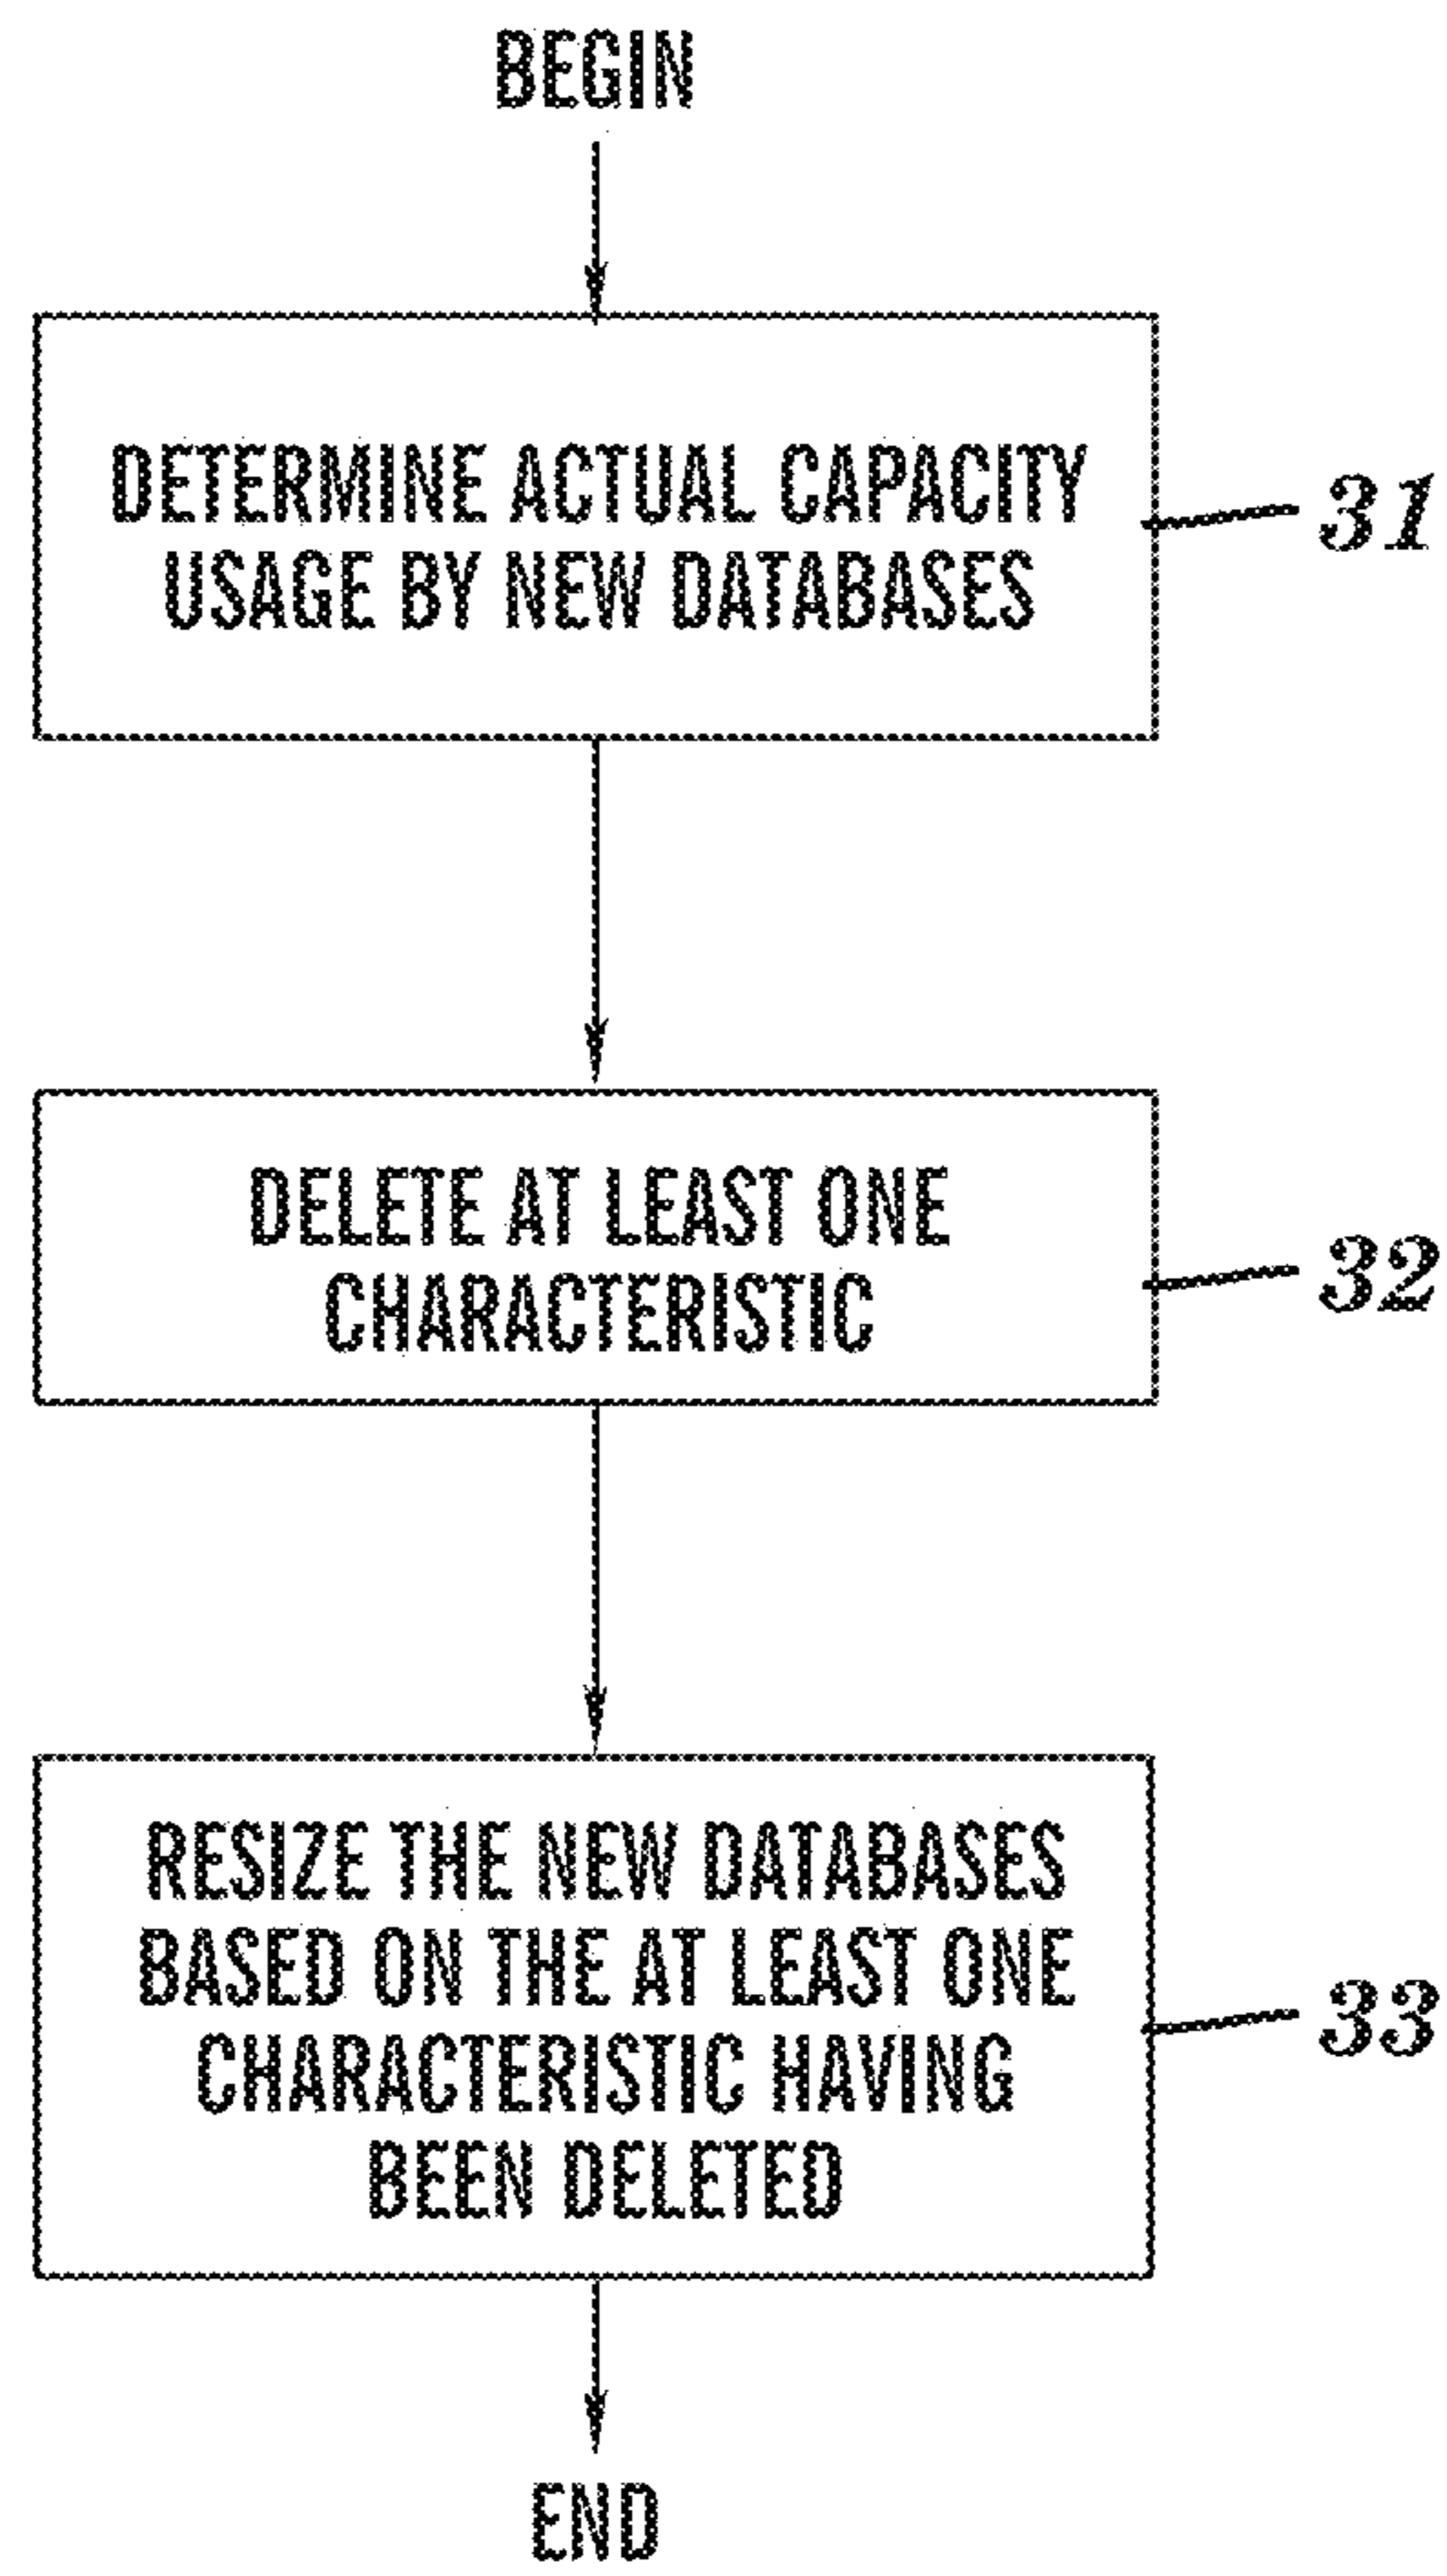 BEGIN
DETERMINE ACTUAL CAPACITY
USAGE BY NEW DATABASES
31
DELETE AT LEAST ONE
CHARACTERISTIC
32
RESIZE THE NEW DATABASES
BASED ON THE AT LEAST ONE
CHARACTERISTIC HAVING
BEEN DELETED
33
END